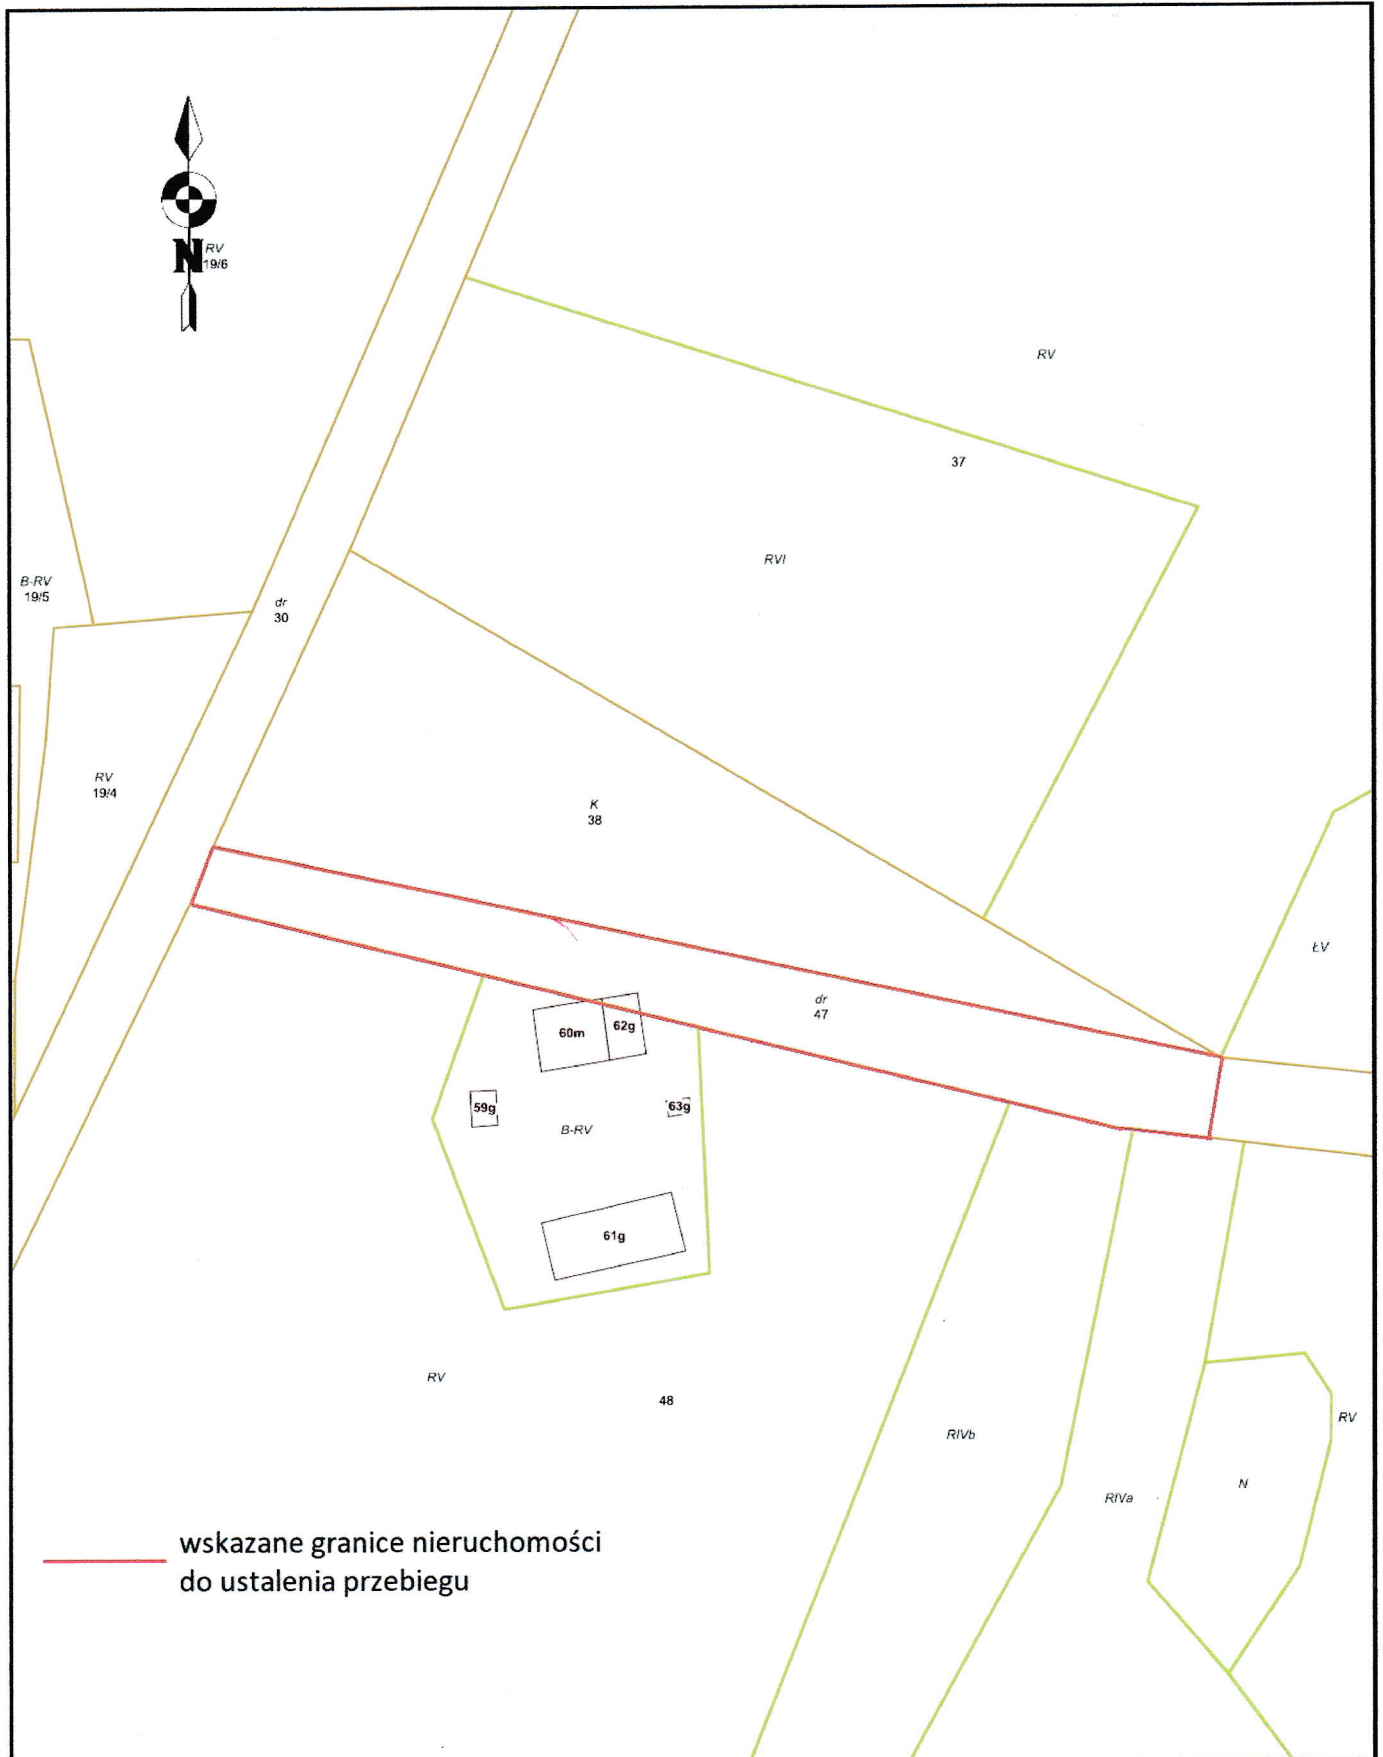 N
RV
19/6
RV
37
RVI
B-RV
19/5
dr
30
RV
19/4
K
38
ŁV
dr
47
60m
62g
59g
63g
B-RV
61g
RV
48
RIVb
RIVa
N
RV
wskazane granice nieruchomości
do ustalenia przebiegu